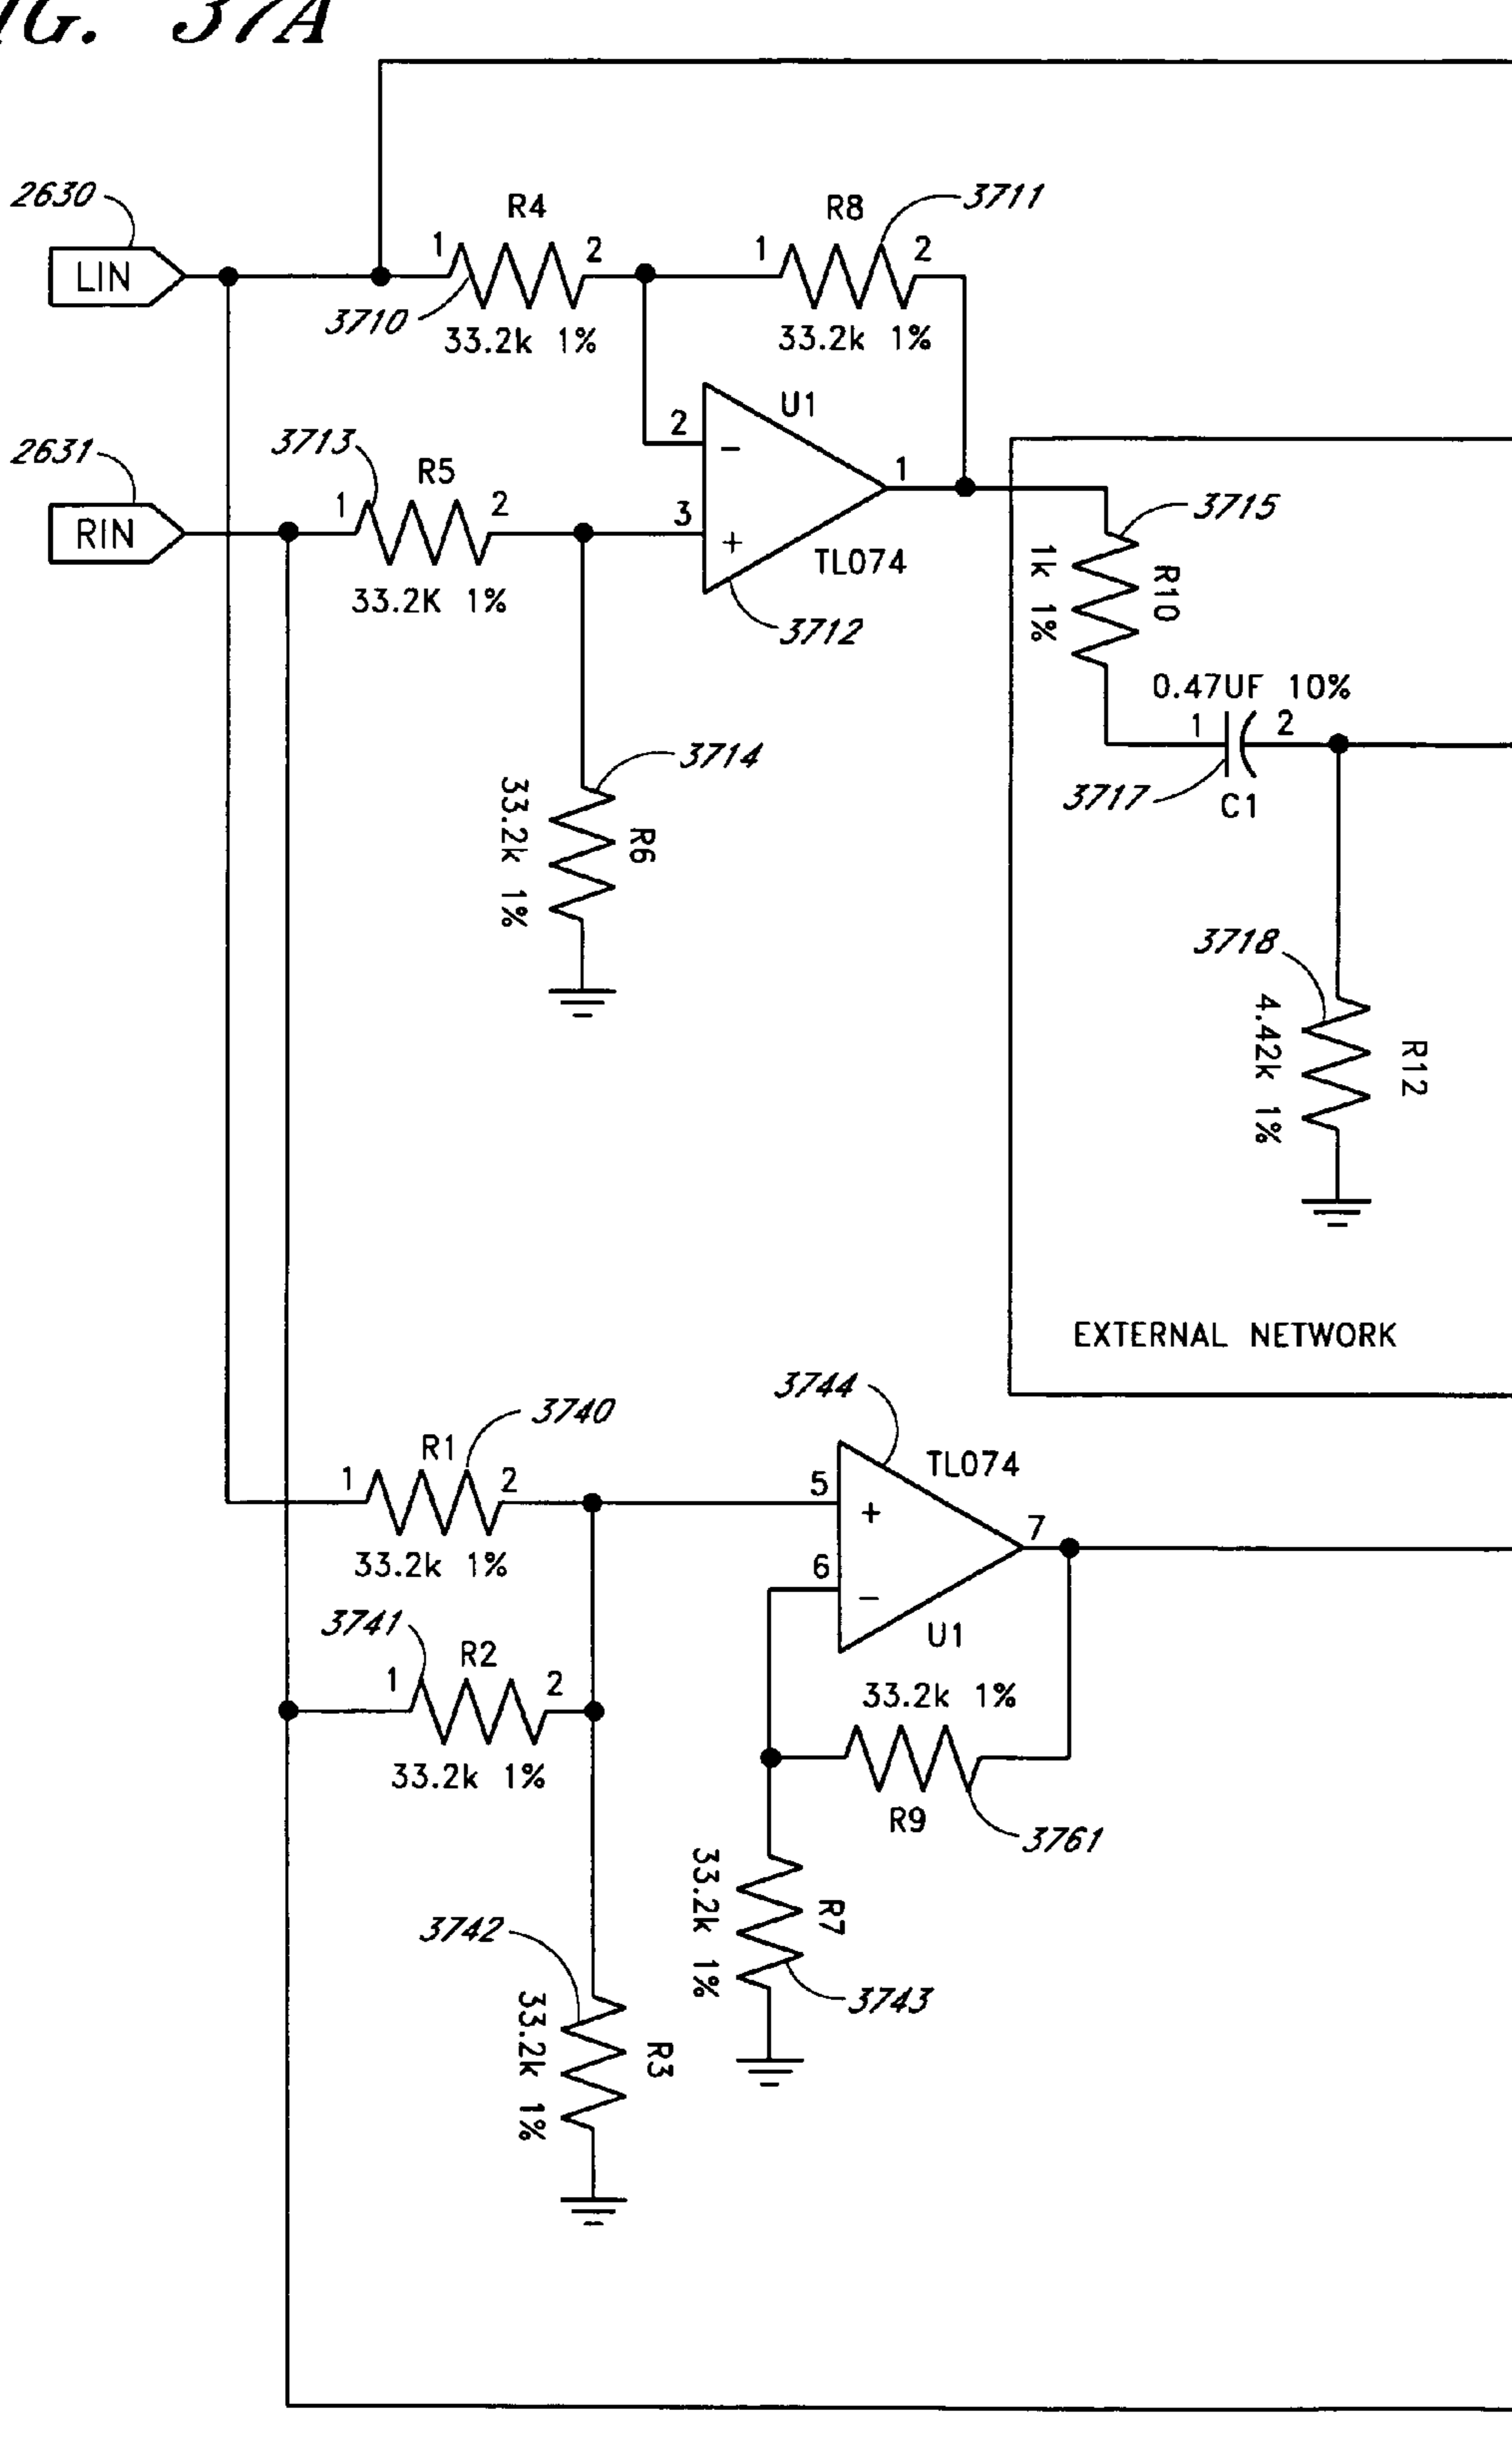 FIG. 37A
2630
LIN
R4
1
2
3710
33.2k 1%
R8
1
2
3711
33.2k 1%
2631
RIN
3713
R5
1
2
33.2K 1%
U1
2
−
3
+
1
TL074
3712
3714
33.2k 1%
R6
3715
1k 1%
R10
0.47UF 10%
1
2
3717
C1
3718
4.42k 1%
R12
EXTERNAL NETWORK
3740
R1
1
2
33.2k 1%
3744
TL074
5
+
6
−
7
U1
3741
R2
1
2
33.2k 1%
33.2k 1%
R9
3761
33.2k 1%
R7
3743
3742
33.2k 1%
R3